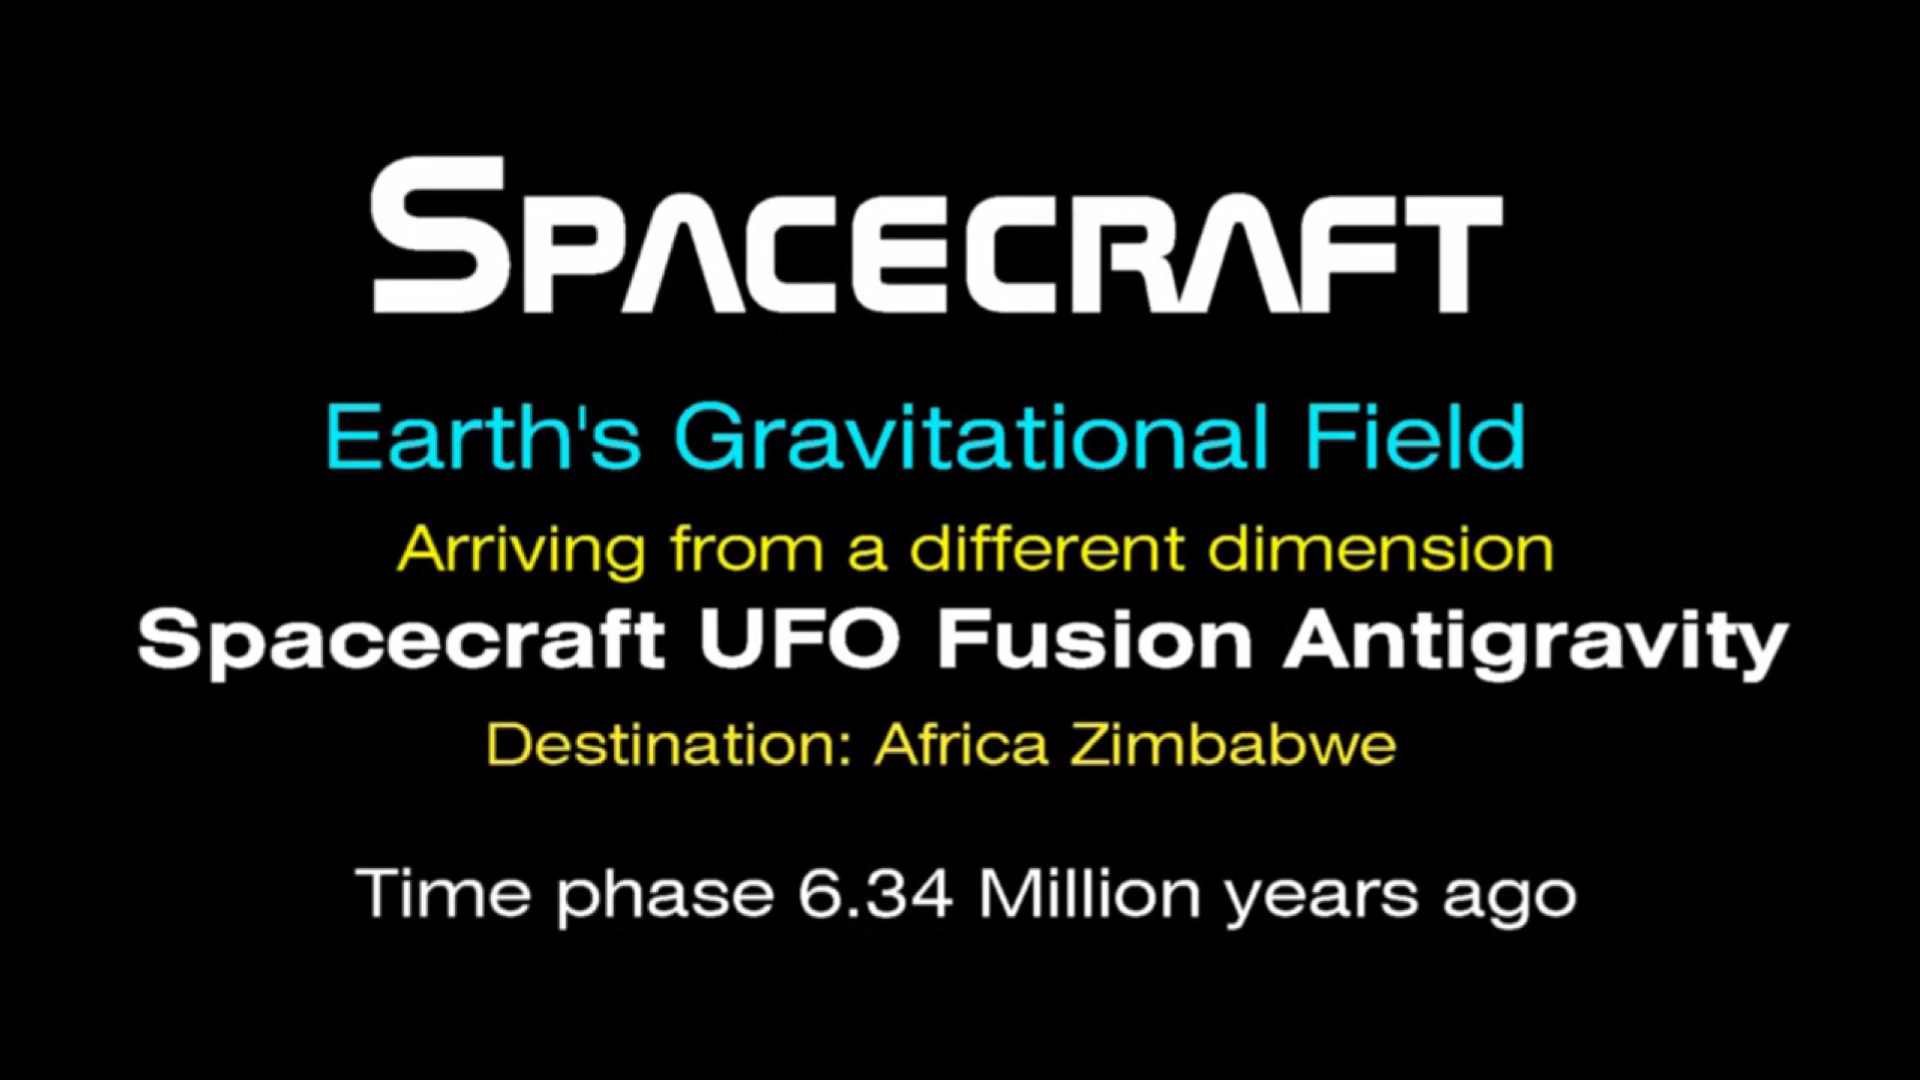 SPACECRAFT
Earth's Gravitational Field
Arriving from a different dimension
Spacecraft UFO Fusion Antigravity
Destination: Africa Zimbabwe
Time phase 6.34 Million years ago